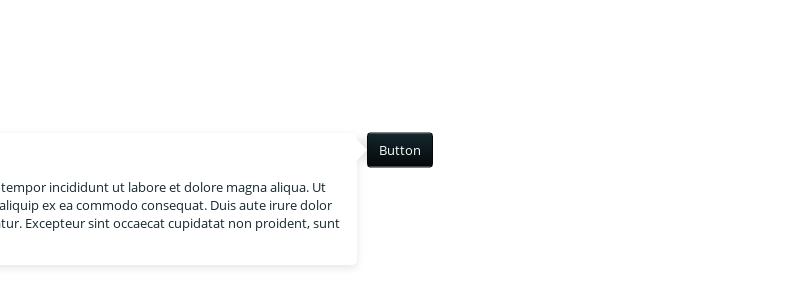 Button
tempor incididunt ut labore et dolore magna aliqua. Ut
aliquip ex ea commodo consequat. Duis aute irure dolor
Excepteur sint occaecat cupidatat non proident, sunt